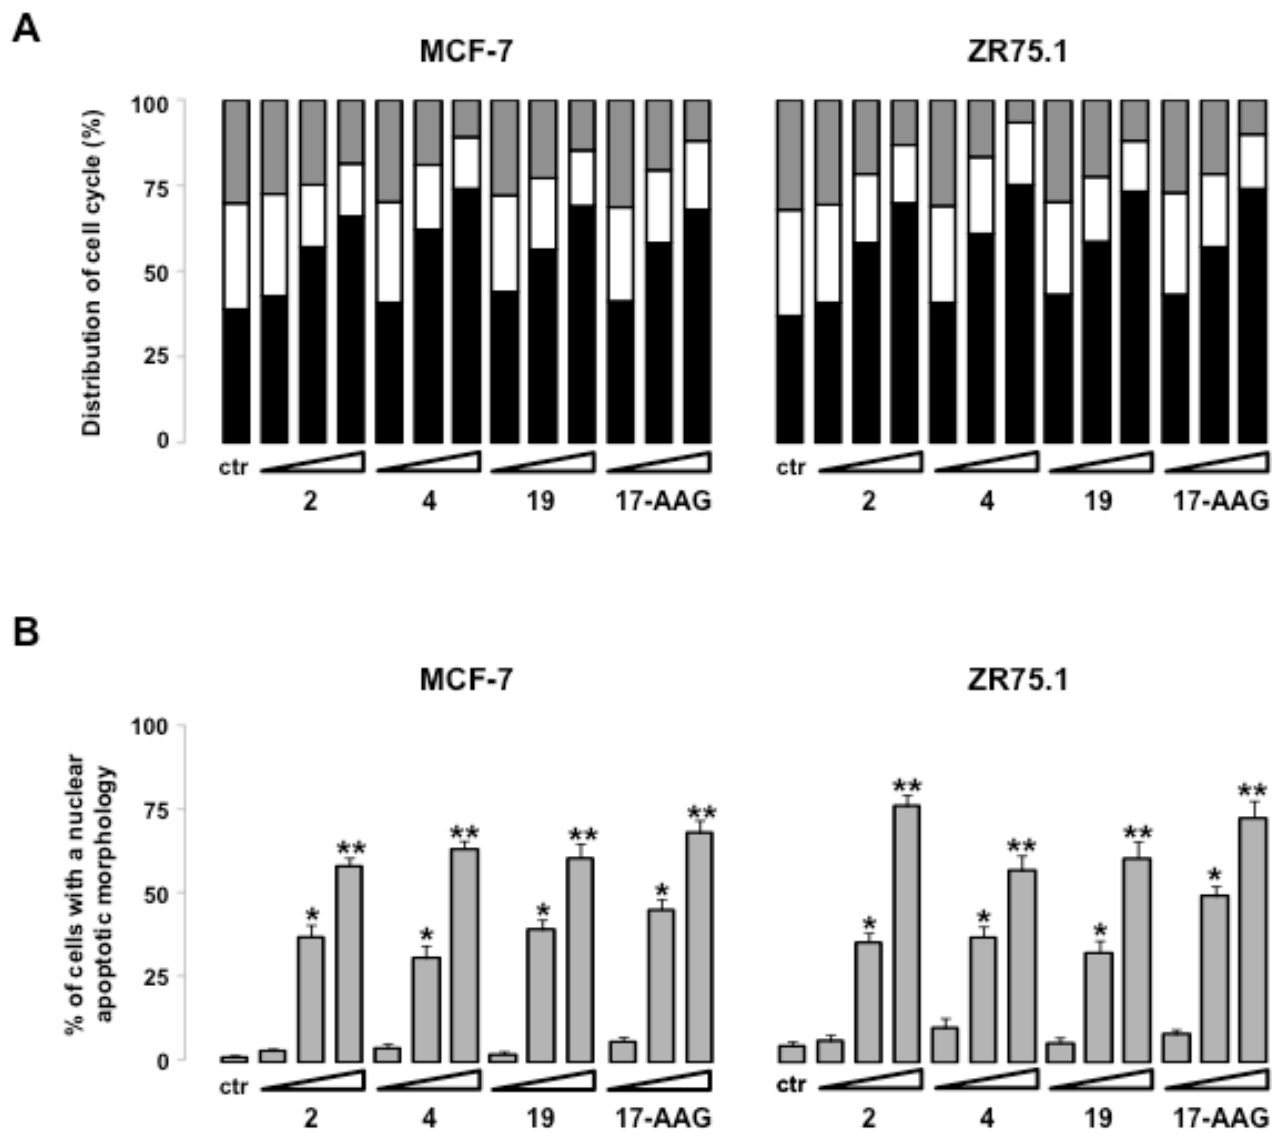 A
MCF-7
ZR75.1
Distribution of cell cycle (%)
100
75
50
25
0
ctr
2
4
19
17-AAG
ctr
2
4
19
17-AAG
B
MCF-7
ZR75.1
% of cells with a nuclear
apoptotic morphology
100
75
50
25
0
*
**
*
**
*
**
*
**
*
**
*
**
*
**
*
**
ctr
2
4
19
17-AAG
ctr
2
4
19
17-AAG